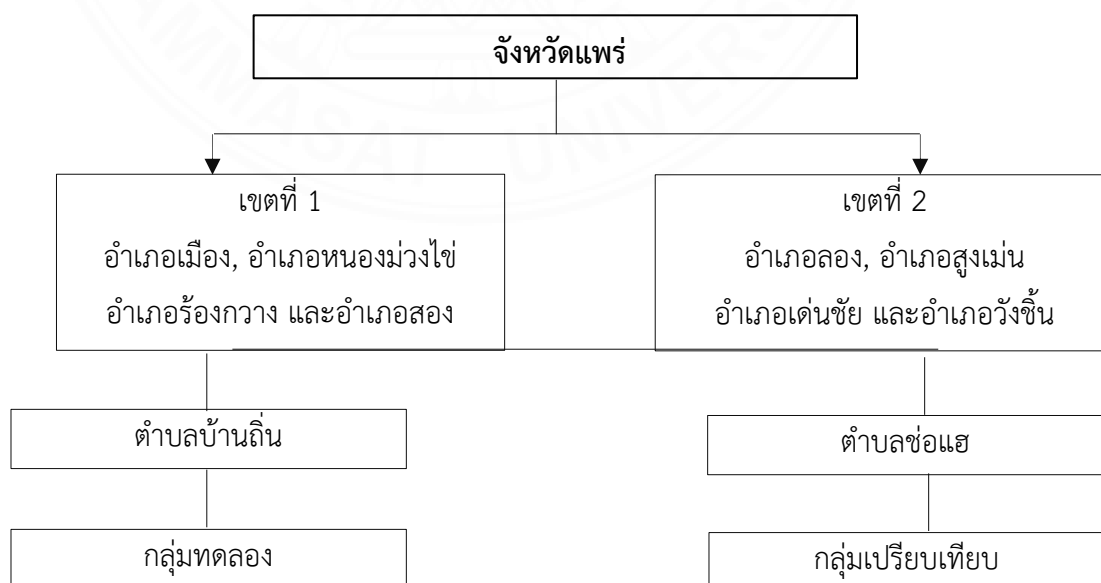 จังหวัดแพร่
เขตที่ 1
อำเภอเมือง, อำเภอหนองม่วงไข่
อำเภอร้องกวาง และอำเภอสอง
เขตที่ 2
อำเภอลอง, อำเภอสูงเม่น
อำเภอเด่นชัย และอำเภอวังชิ้น
ตำบลบ้านถิ่น
ตำบลช่อแฮ
กลุ่มทดลอง
กลุ่มเปรียบเทียบ